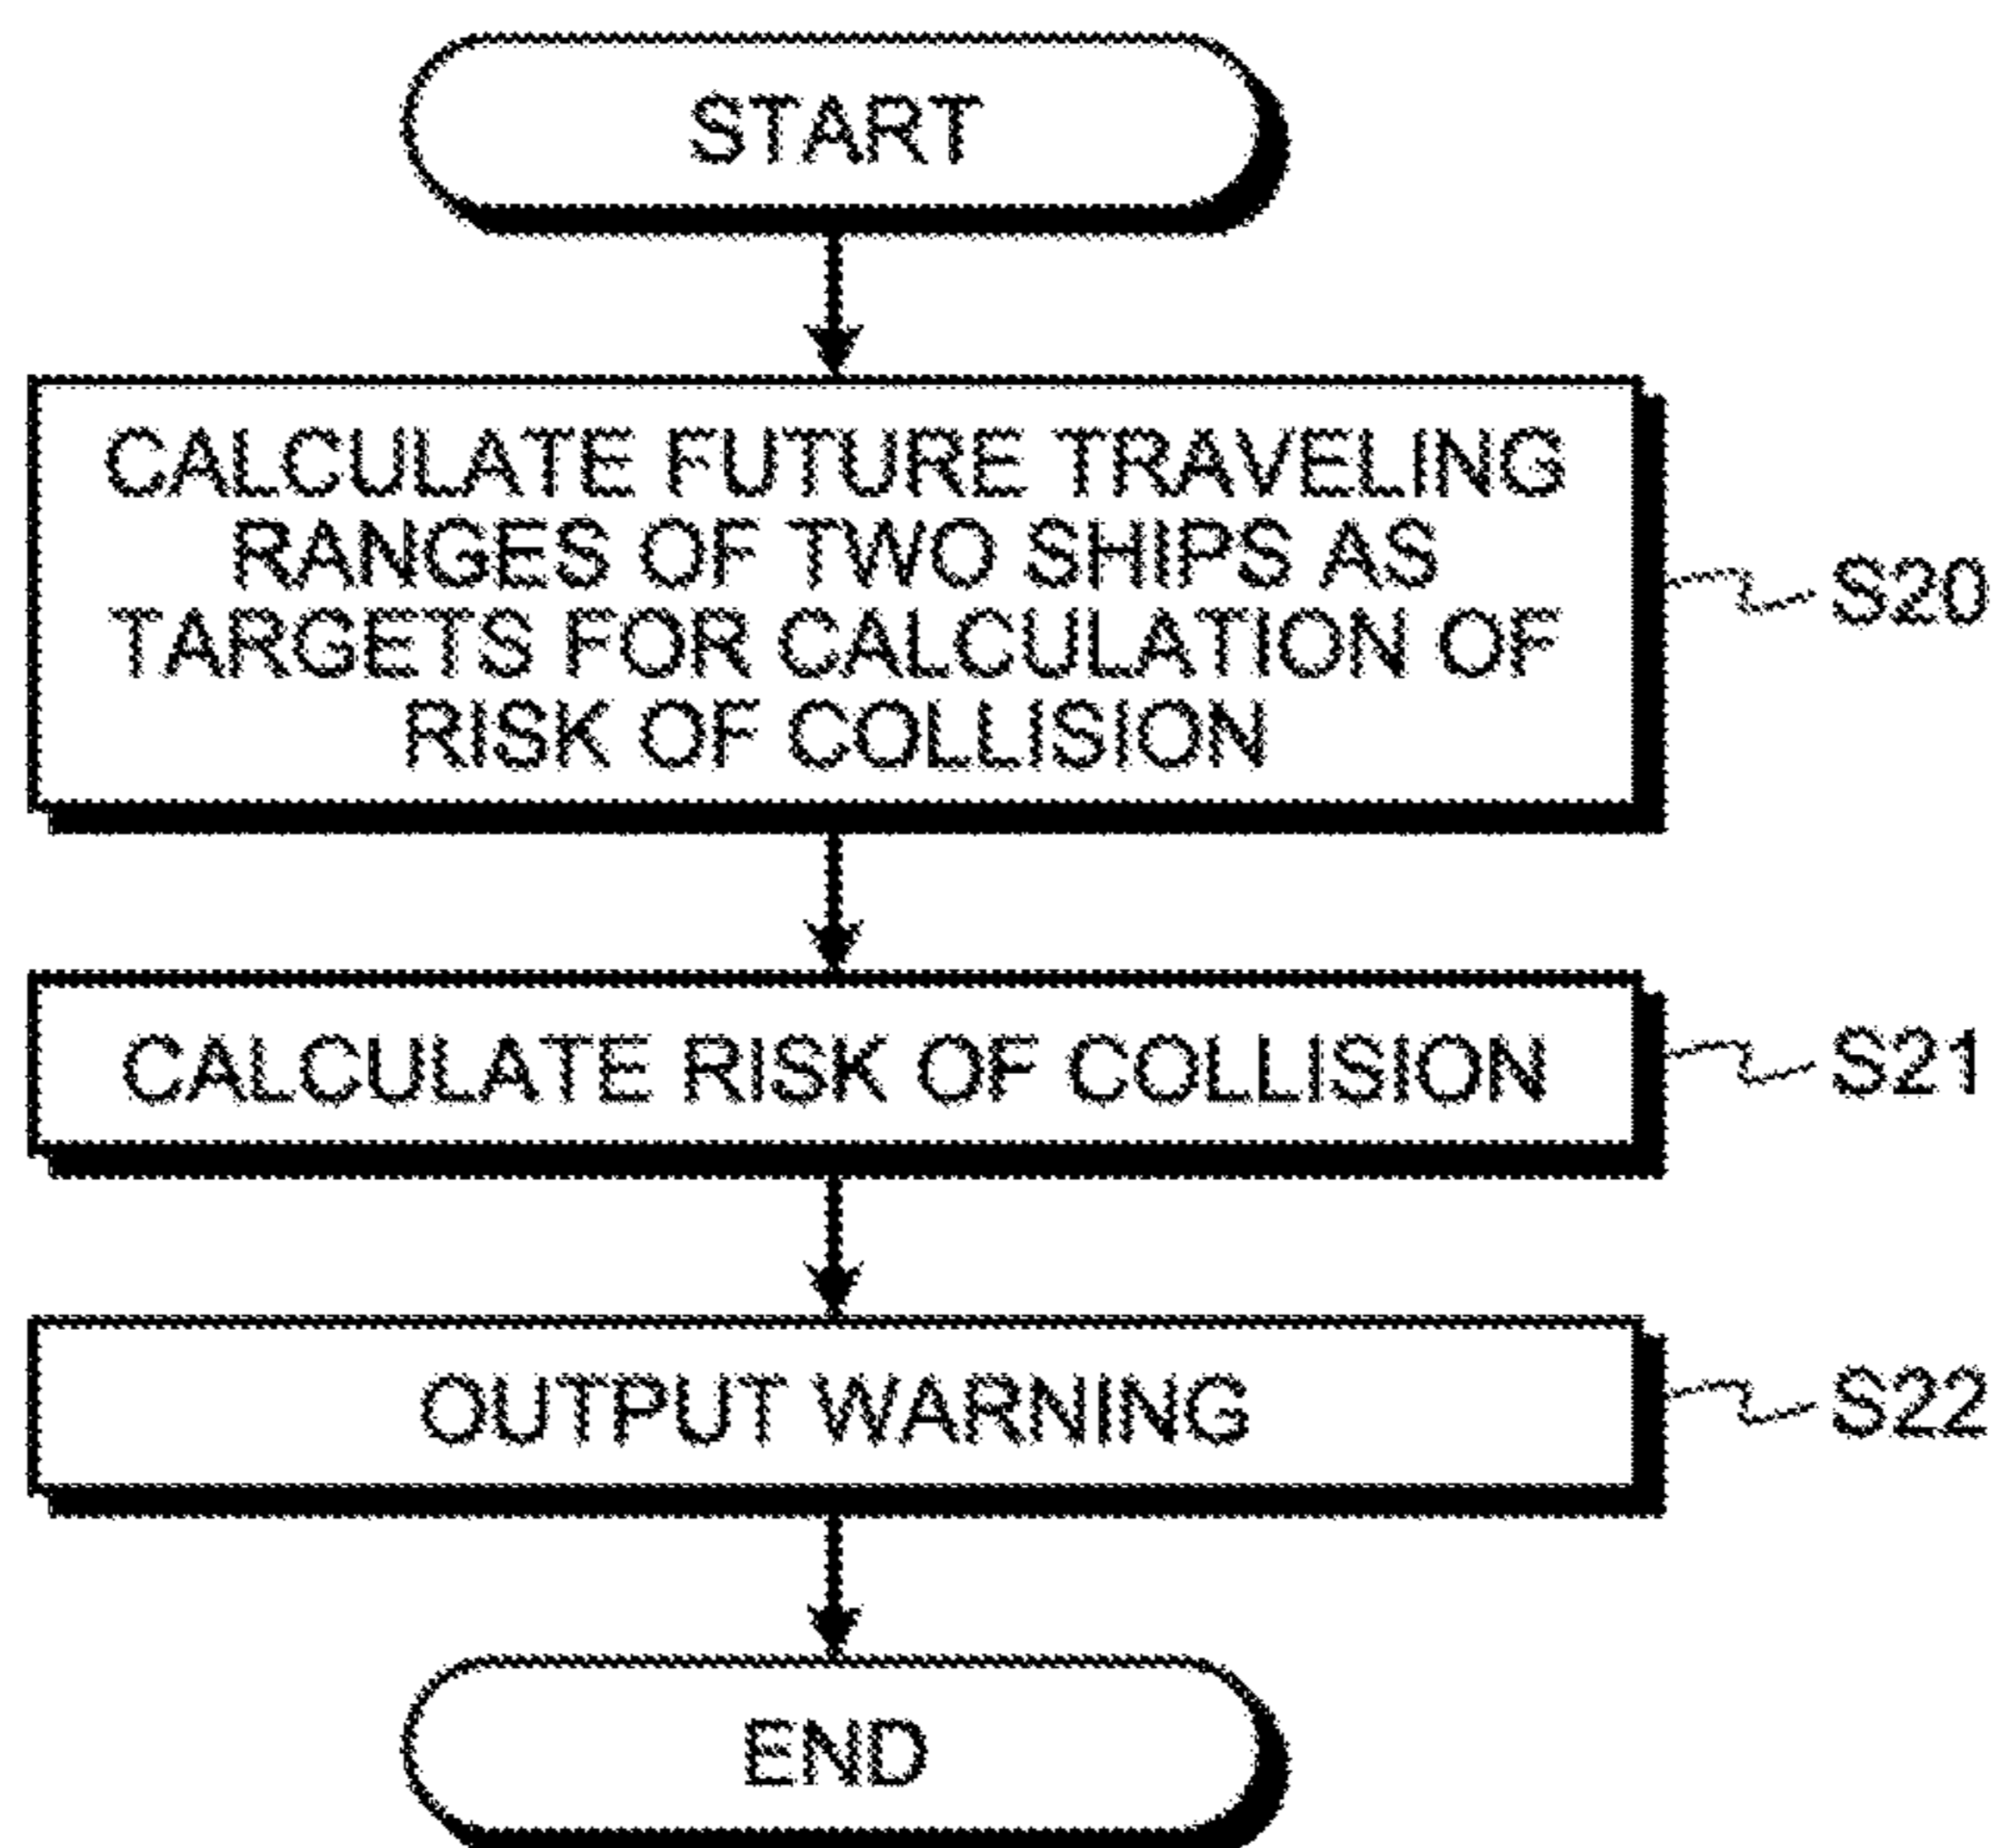 START
CALCULATE FUTURE TRAVELING
RANGES OF TWO SHIPS AS
TARGETS FOR CALCULATION OF
RISK OF COLLISION
S20
CALCULATE RISK OF COLLISION
S21
OUTPUT WARNING
S22
END